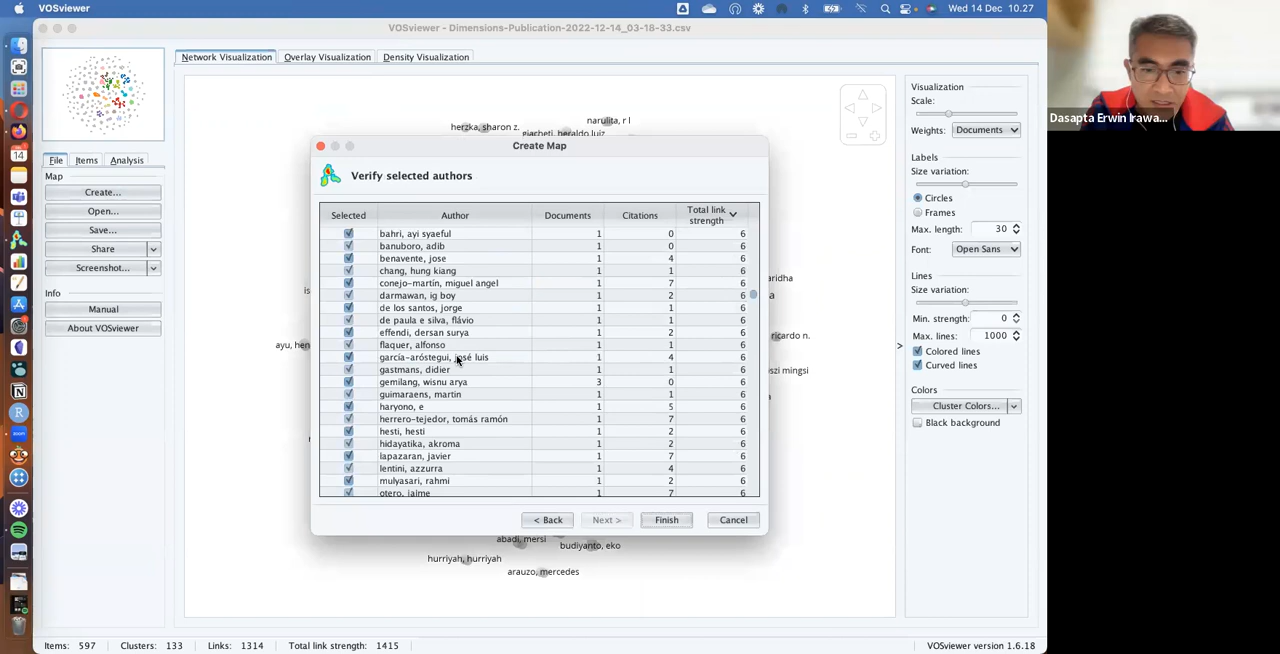 VOSviewer
Wed 14 Dec 10.27
VOSviewer - Dimensions-Publication-2022-12-14_03-18-33.csv
Network Visualization
Overlay Visualization
Density Visualization
File
Items
Analysis
Map
Create...
Open...
Save...
Share
Screenshot...
Info
Manual
About VOSviewer
herzka, sharon z.
narulita, r l
giacheti, heraldo luiz
is
ayu, hen
aridha
a
ricardo n.
oszi mingsi
abadi, mersi
budiyanto, eko
hurriyah, hurriyah
arauzo, mercedes
Create Map
Verify selected authors
Selected Author Documents Citations Total link strength
bahri, ayi syaeful 1 0 6
banuboro, adib 1 0 6
benavente, jose 1 4 6
chang, hung kiang 1 1 6
conejo-martín, miguel angel 1 7 6
darmawan, ig boy 1 2 6
de los santos, jorge 1 1 6
de paula e silva, flávio 1 1 6
effendi, dersan surya 1 2 6
flaquer, alfonso 1 1 6
garcía-aróstegui, josé luis 1 4 6
gastmans, didier 1 1 6
gemilang, wisnu arya 3 0 6
guimaraens, martin 1 1 6
haryono, e 1 5 6
herrero-tejedor, tomás ramón 1 7 6
hesti, hesti 1 2 6
hidayatika, akroma 1 2 6
lapazaran, javier 1 7 6
lentini, azzurra 1 4 6
mulyasari, rahmi 1 2 6
otero, jaime 1 7 6
< Back
Next >
Finish
Cancel
Visualization
Scale:
Weights: Documents
Labels
Size variation:
Circles
Frames
Max. length: 30
Font: Open Sans
Lines
Size variation:
Min. strength: 0
Max. lines: 1000
Colored lines
Curved lines
Colors
Cluster Colors...
Black background
Items: 597 Clusters: 133 Links: 1314 Total link strength: 1415
VOSviewer version 1.6.18
Dasapta Erwin Irawa...
14